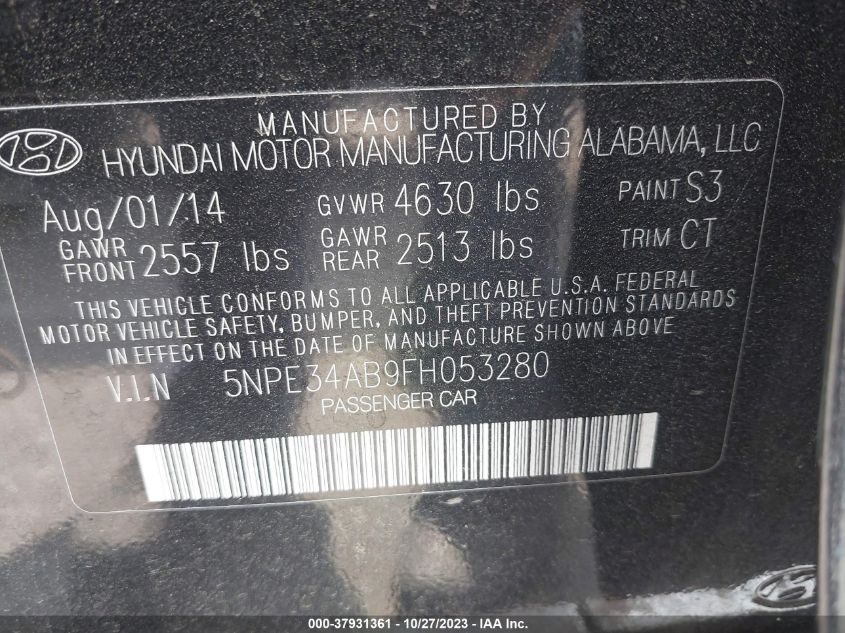 MANUFACTURED BY
HYUNDAI MOTOR MANUFACTURING ALABAMA, LLC
Aug/01/14 GVWR 4630 lbs PAINT S3
GAWR FRONT 2557 lbs GAWR REAR 2513 lbs TRIM CT
THIS VEHICLE CONFORMS TO ALL APPLICABLE U.S.A. FEDERAL
MOTOR VEHICLE SAFETY, BUMPER, AND THEFT PREVENTION STANDARDS
IN EFFECT ON THE DATE OF MANUFACTURE SHOWN ABOVE
V.I.N 5NPE34AB9FH053280
PASSENGER CAR
000-37931361 - 10/27/2023 - IAA Inc.